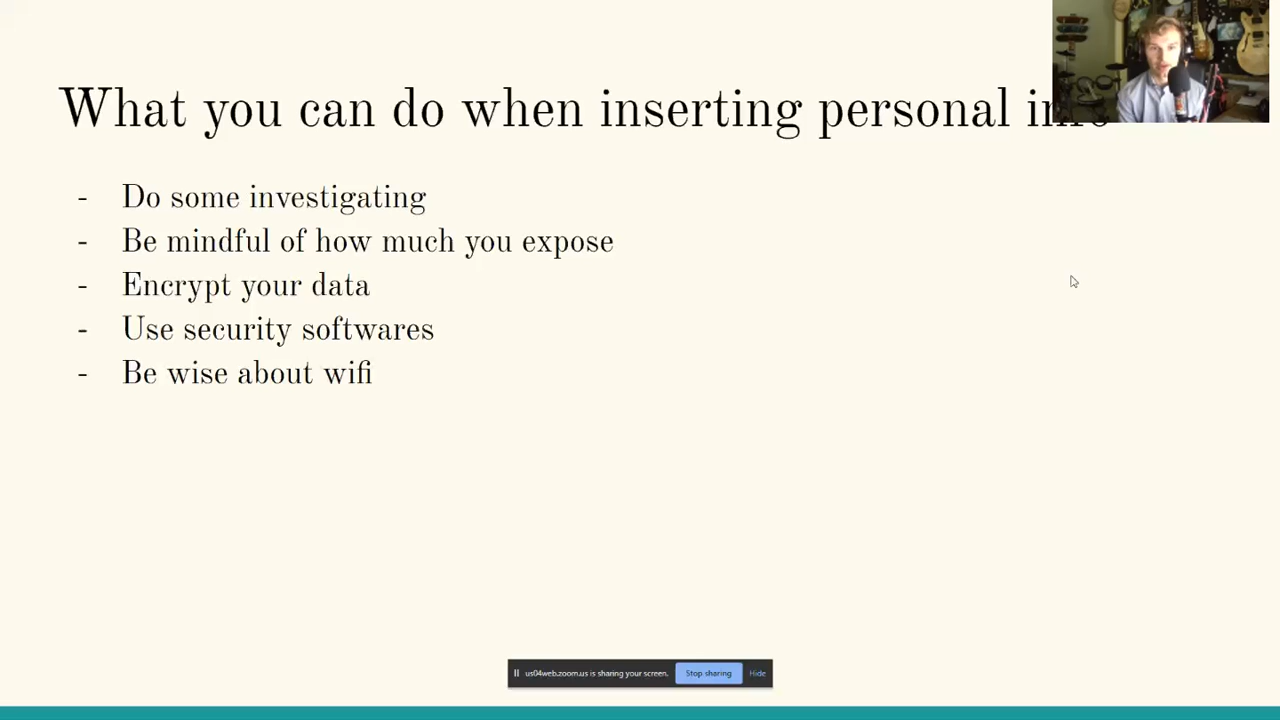 What you can do when inserting personal
- Do some investigating
- Be mindful of how much you expose
- Encrypt your data
- Use security softwares
- Be wise about wifi
us04web.zoom.us is sharing your screen. Stop sharing Hide